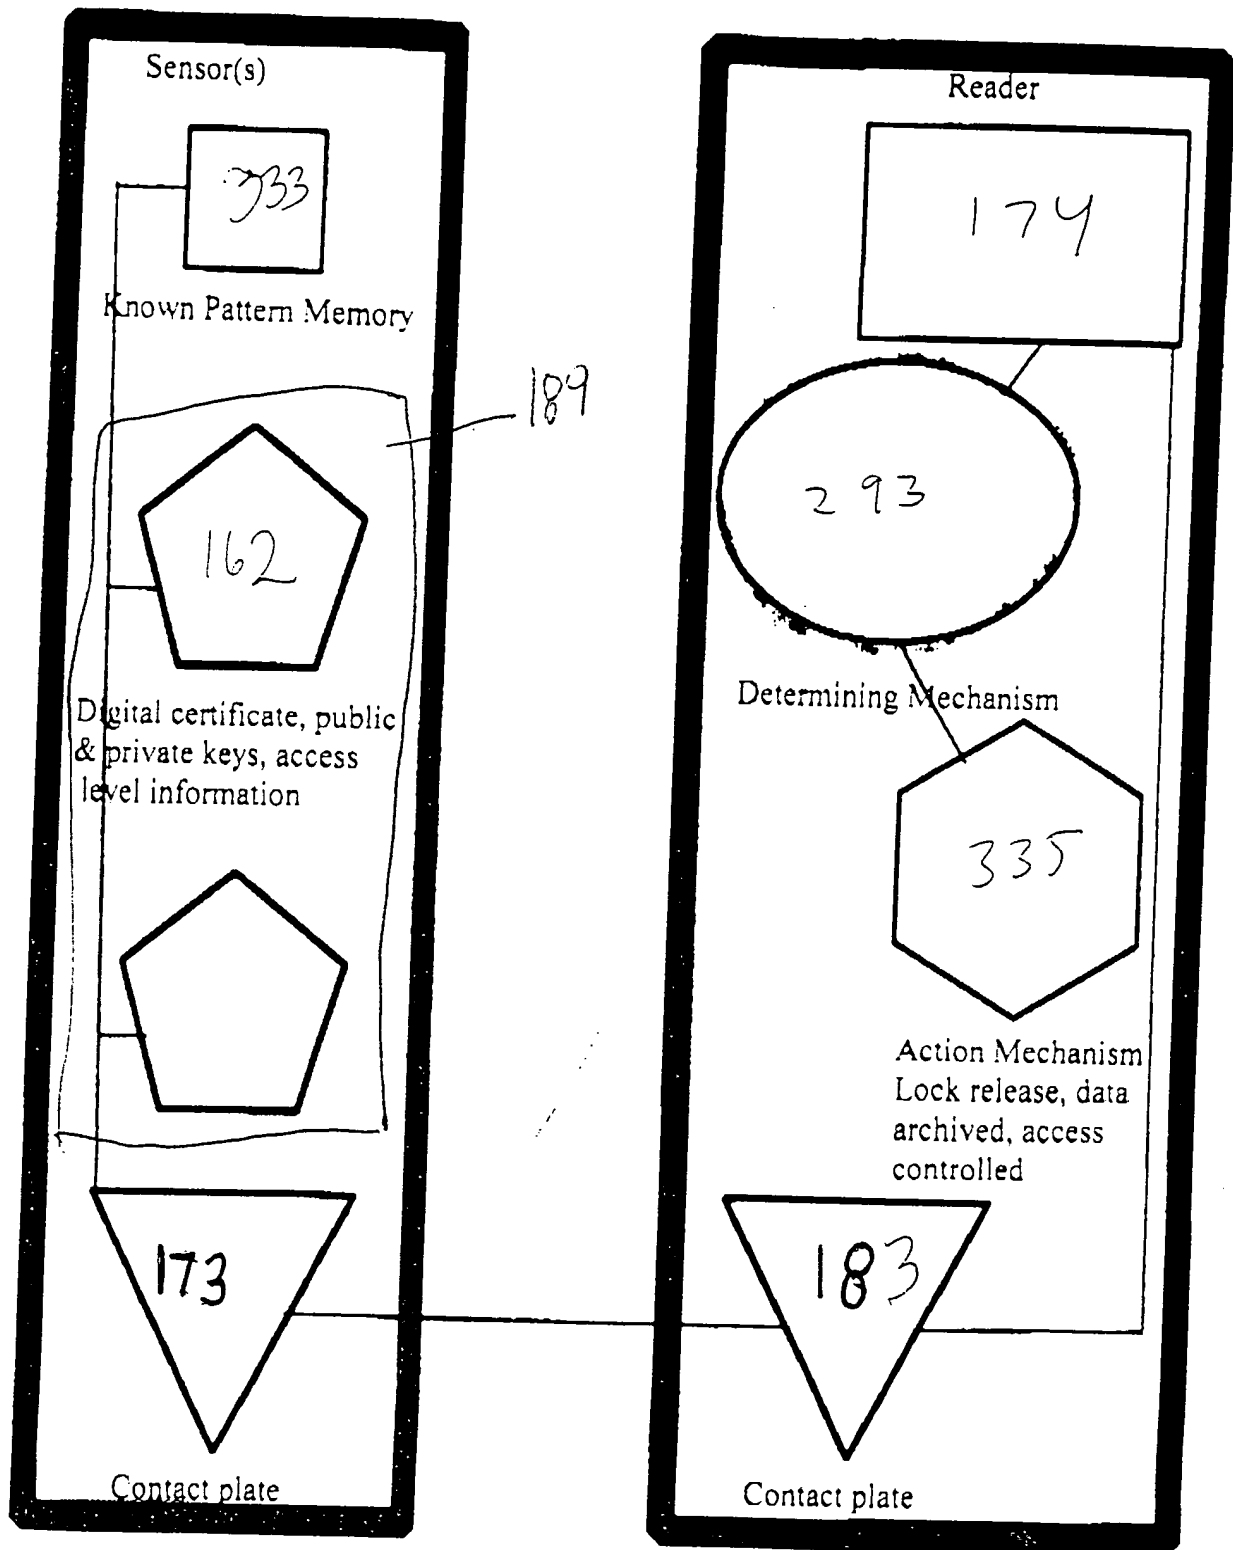 Sensor(s)
333
Known Pattern Memory
189
162
Digital certificate, public
& private keys, access
level information
173
Contact plate
Reader
174
293
Determining Mechanism
335
Action Mechanism
Lock release, data
archived, access
controlled
183
Contact plate